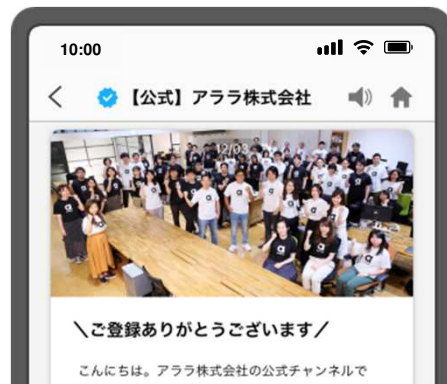 10:00
【公式】アララ株式会社
12/03
\ご登録ありがとうございます/
こんにちは。アララ株式会社の公式チャンネルで